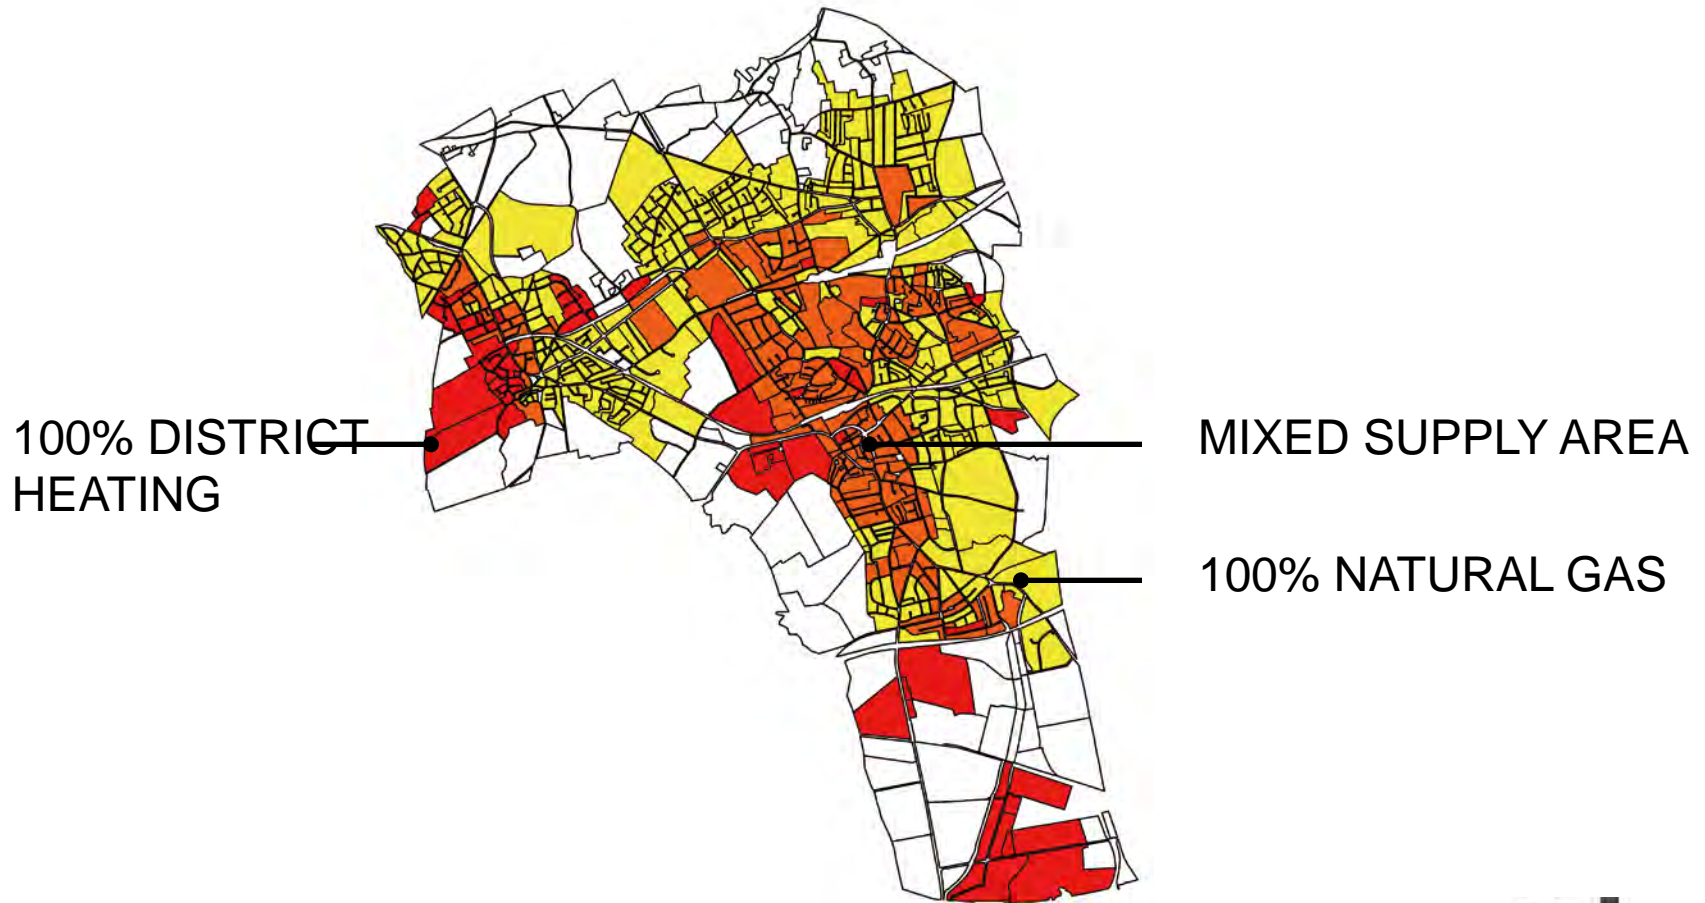 100% DISTRICT
HEATING
MIXED SUPPLY AREA
100% NATURAL GAS